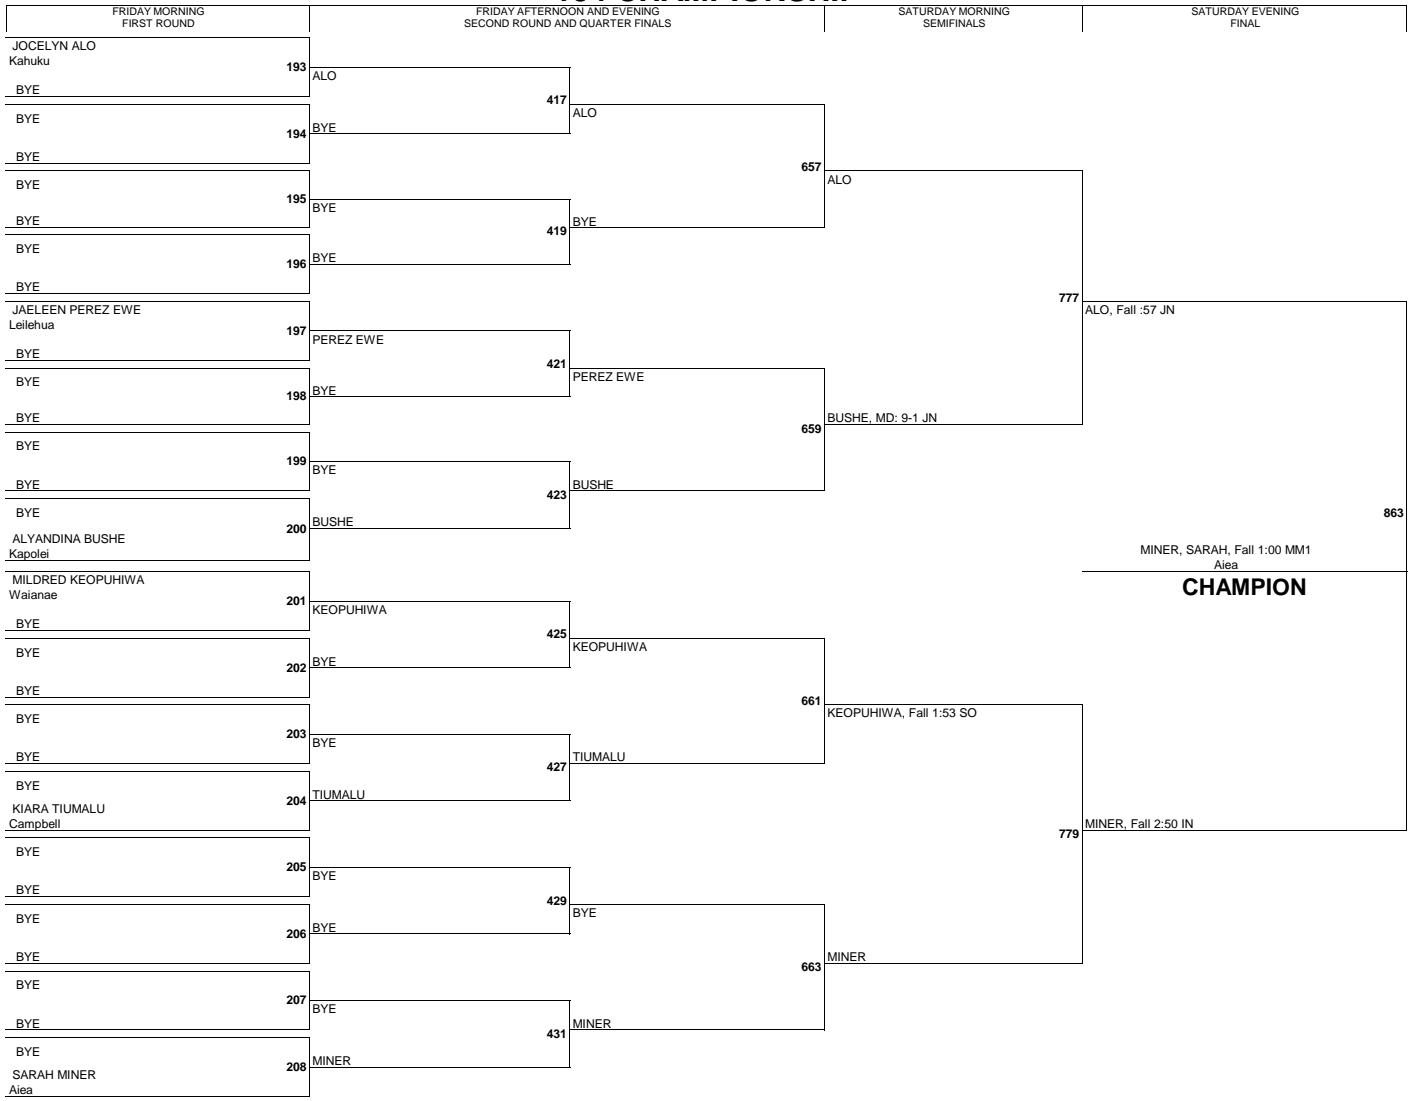 FRIDAY MORNING
FIRST ROUND
FRIDAY AFTERNOON AND EVENING
SECOND ROUND AND QUARTER FINALS
SATURDAY MORNING
SEMIFINALS
SATURDAY EVENING
FINAL
JOCELYN ALO
Kahuku
193
BYE
ALO
417
BYE
194
BYE
BYE
ALO
657
BYE
195
BYE
BYE
419
BYE
196
BYE
BYE
BYE
ALO
777
JAELEEN PEREZ EWE
Leilehua
197
BYE
PEREZ EWE
421
BYE
198
BYE
BYE
PEREZ EWE
659
BYE
199
BYE
BYE
423
BYE
200
ALYANDINA BUSHE
Kapolei
BUSHE
BUSHE
BUSHE, MD: 9-1 JN
ALO, Fall :57 JN
863
MINER, SARAH, Fall 1:00 MM1
Aiea
CHAMPION
MILDRED KEOPUHIWA
Waianae
201
BYE
KEOPUHIWA
425
BYE
202
BYE
BYE
KEOPUHIWA
661
BYE
203
BYE
BYE
427
BYE
204
KIARA TIUMALU
Campbell
TIUMALU
TIUMALU
KEOPUHIWA, Fall 1:53 SO
779
BYE
205
BYE
BYE
429
BYE
206
BYE
BYE
BYE
663
BYE
207
BYE
BYE
431
BYE
208
SARAH MINER
Aiea
MINER
MINER
MINER
MINER, Fall 2:50 IN